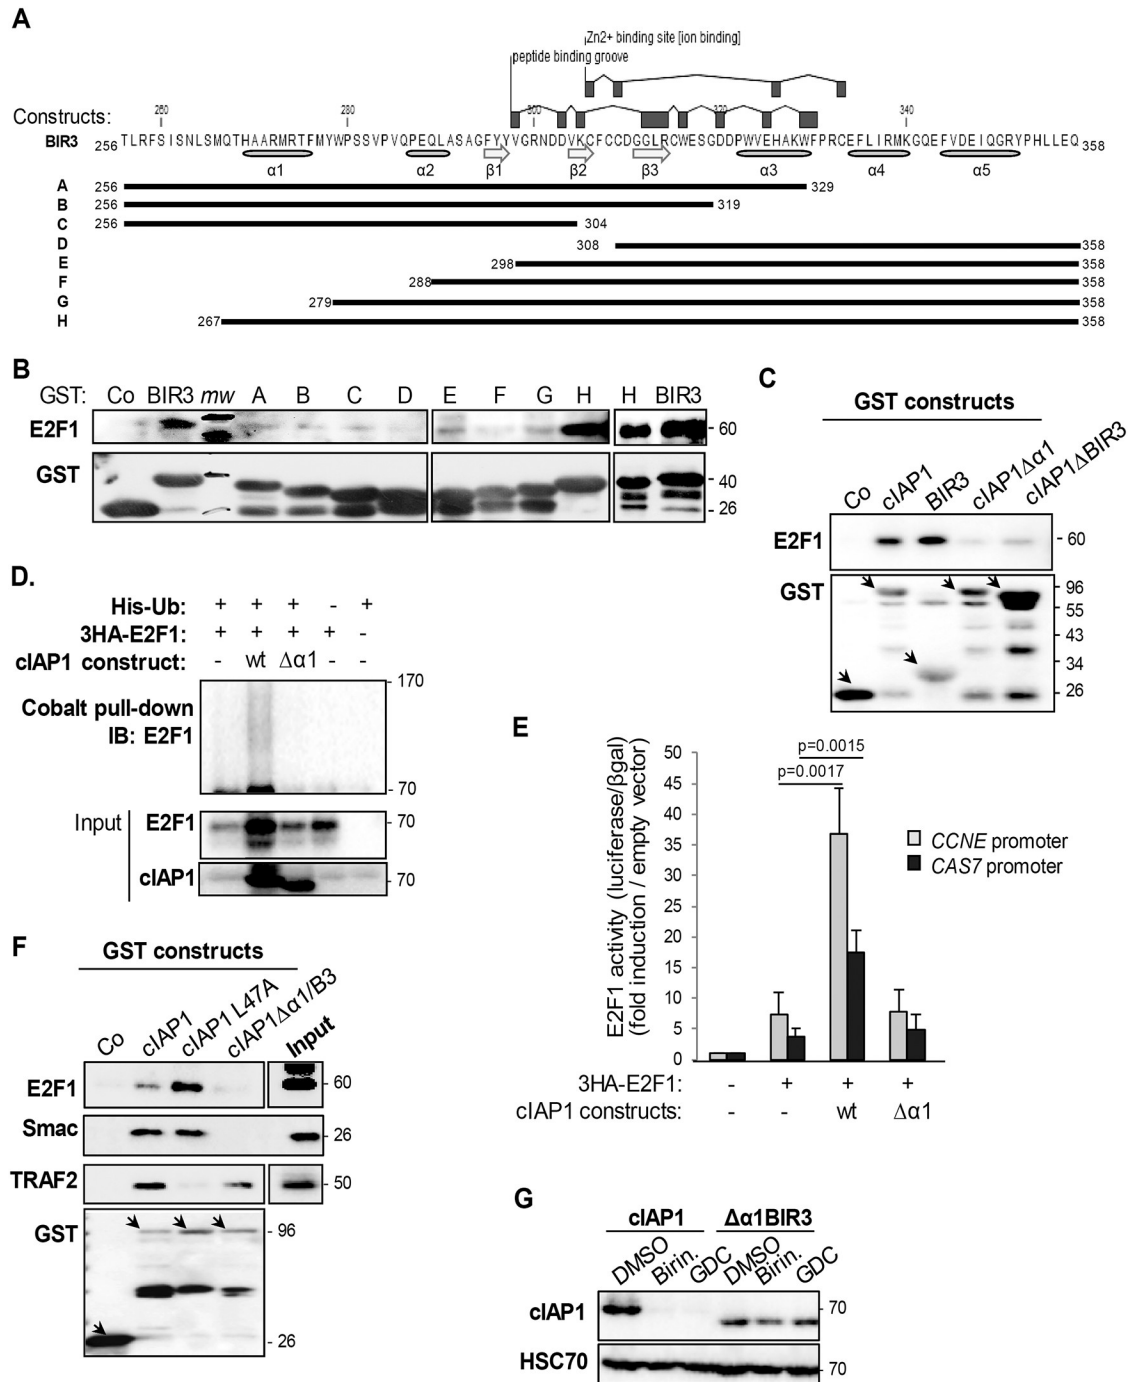 A
Zn2+ binding site [ion binding]
peptide binding groove
Constructs: 260 280 300 320 340
BIR3 256 TLRFSISNLSMQTHAARMRTFMYWPSSVPVQPEQLASAGFYYVGRNDDVKCFCCDGGLRCWESGDDPWVEHAKWFPRCEFLIRMKGQEFVDEIQGRYPHLLEQ 358
α1 α2 β1 β2 β3 α3 α4 α5
A 256 329
B 256 319
C 256 304
D 308 358
E 298 358
F 288 358
G 279 358
H 267 358
B
GST: Co BIR3 mw A B C D E F G H H BIR3
E2F1 - 60
GST - 40
- 26
C
GST constructs
Co cIAP1 BIR3 cIAP1Δα1 cIAP1ΔBIR3
E2F1 - 60
GST - 96
- 55
- 43
- 34
- 26
D.
His-Ub: + + + - +
3HA-E2F1: + + + + -
cIAP1 construct: - wt Δα1 - -
Cobalt pull-down
IB: E2F1
- 170
- 70
Input
E2F1 - 70
cIAP1 - 70
E
E2F1 activity (luciferase/βgal)
(fold induction / empty vector)
50
45
40
35
30
25
20
15
10
5
0
p=0.0015
p=0.0017
CCNE promoter
CAS7 promoter
3HA-E2F1: - + + +
cIAP1 constructs: - - wt Δα1
F
GST constructs
Co cIAP1 cIAP1 L47A cIAP1Δα1/B3 Input
E2F1 - 60
Smac - 26
TRAF2 - 50
GST - 96
- 26
G
cIAP1 Δα1BIR3
DMSO Birin. GDC DMSO Birin. GDC
cIAP1 - 70
HSC70 - 70